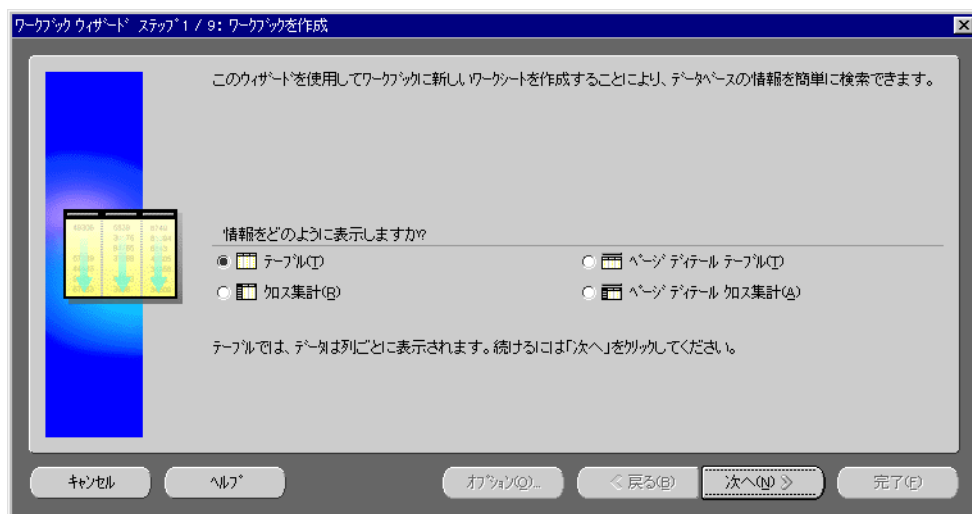 ワークブック ウィザード ステップ 1 / 9: ワークブックを作成
このウィザードを使用してワークブックに新しいワークシートを作成することにより、データベースの情報を簡単に検索できます。
情報をどのように表示しますか?
テーブル(T)
ページ ディテール テーブル(T)
クロス集計(R)
ページ ディテール クロス集計(A)
テーブルでは、データは列ごとに表示されます。続けるには「次へ」をクリックしてください。
キャンセル
ヘルプ
オプション(O)...
戻る(B)
次へ(N)
完了(F)